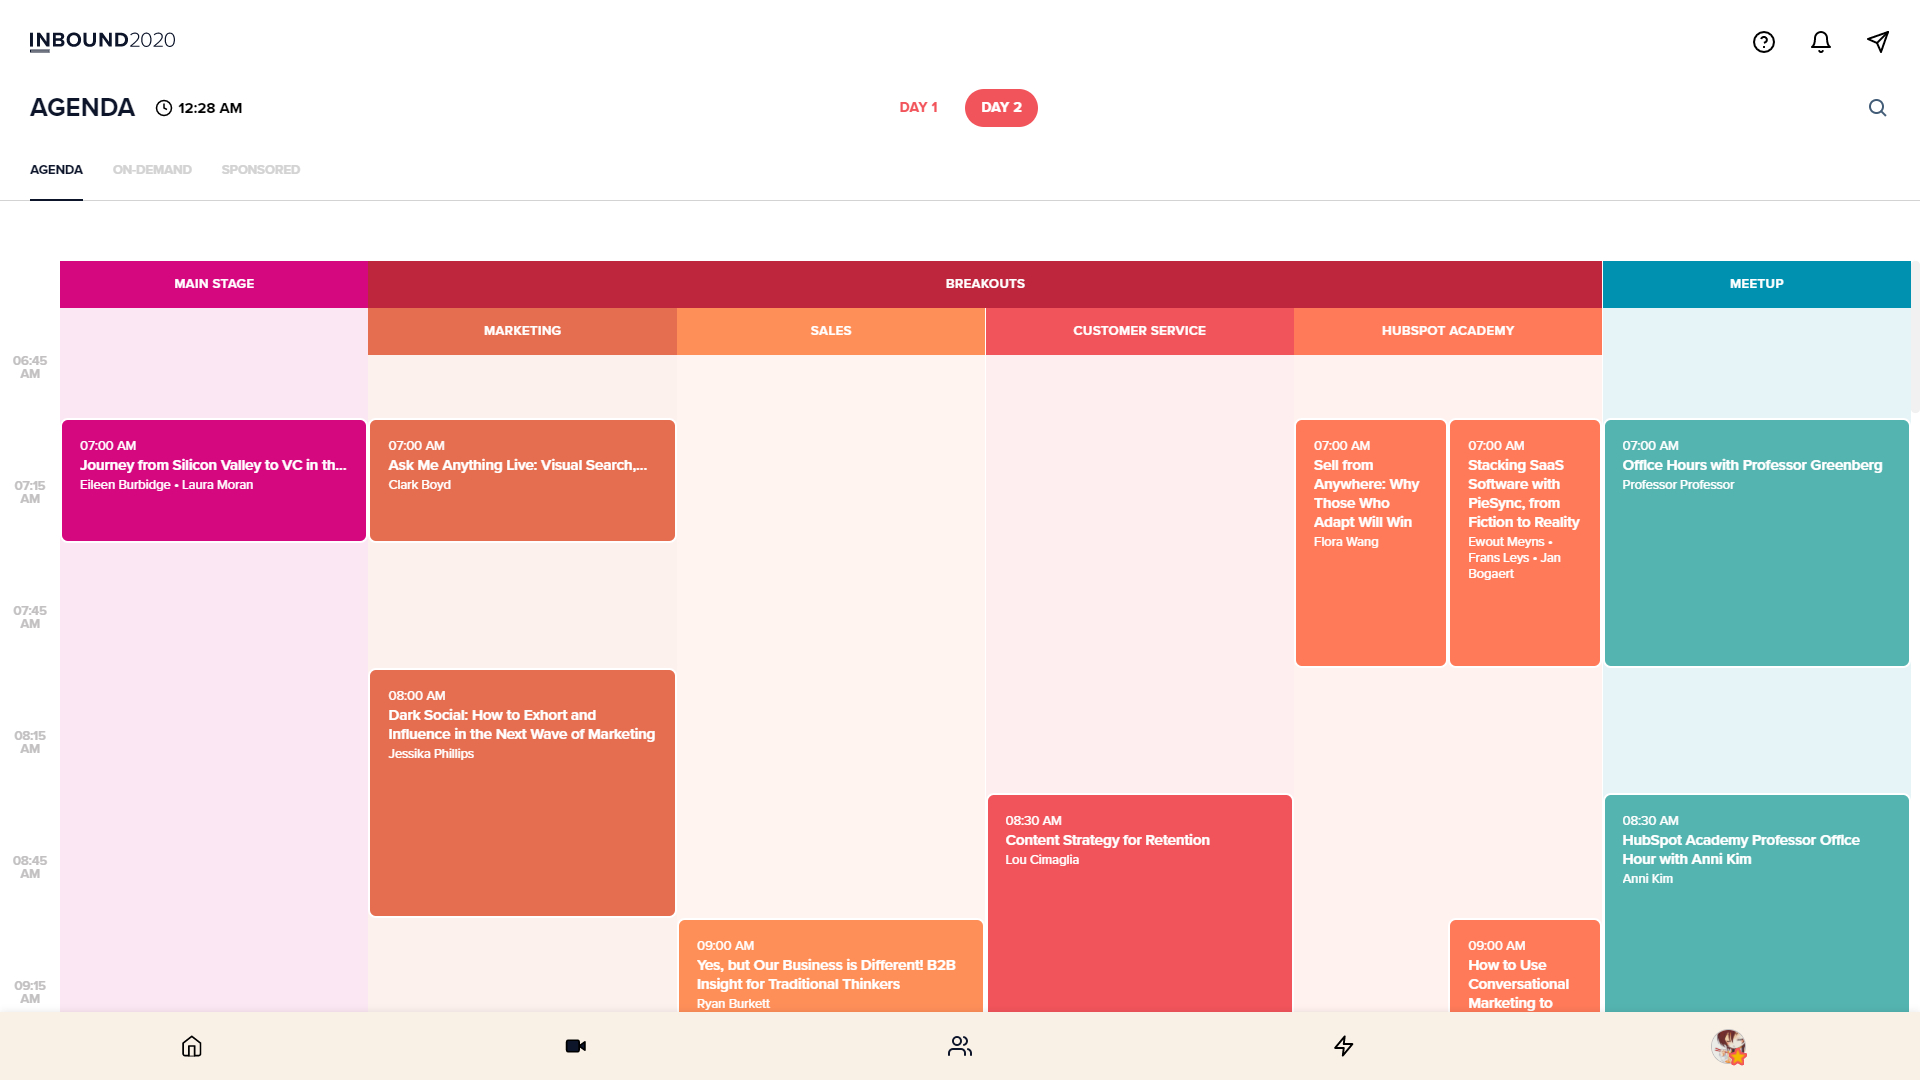 INBOUND2020
AGENDA
12:28 AM
DAY 1
DAY 2
AGENDA
ON-DEMAND
SPONSORED
MAIN STAGE
BREAKOUTS
MEETUP
MARKETING
SALES
CUSTOMER SERVICE
HUBSPOT ACADEMY
06:45
AM
07:00 AM
Journey from Silicon Valley to VC in th...
Eileen Burbidge • Laura Moran
07:00 AM
Ask Me Anything Live: Visual Search,...
Clark Boyd
07:00 AM
Sell from
Anywhere: Why
Those Who
Adapt Will Win
Flora Wang
07:00 AM
Stacking SaaS
Software with
PieSync, from
Fiction to Reality
Ewout Meyns •
Frans Leys • Jan
Bogaert
07:00 AM
Office Hours with Professor Greenberg
Professor Professor
07:15
AM
07:45
AM
08:00 AM
Dark Social: How to Exhort and
Influence in the Next Wave of Marketing
Jessika Phillips
08:15
AM
08:30 AM
Content Strategy for Retention
Lou Cimaglia
08:30 AM
HubSpot Academy Professor Office
Hour with Anni Kim
Anni Kim
08:45
AM
09:00 AM
Yes, but Our Business is Different! B2B
Insight for Traditional Thinkers
Ryan Burkett
09:00 AM
How to Use
Conversational
Marketing to
09:15
AM